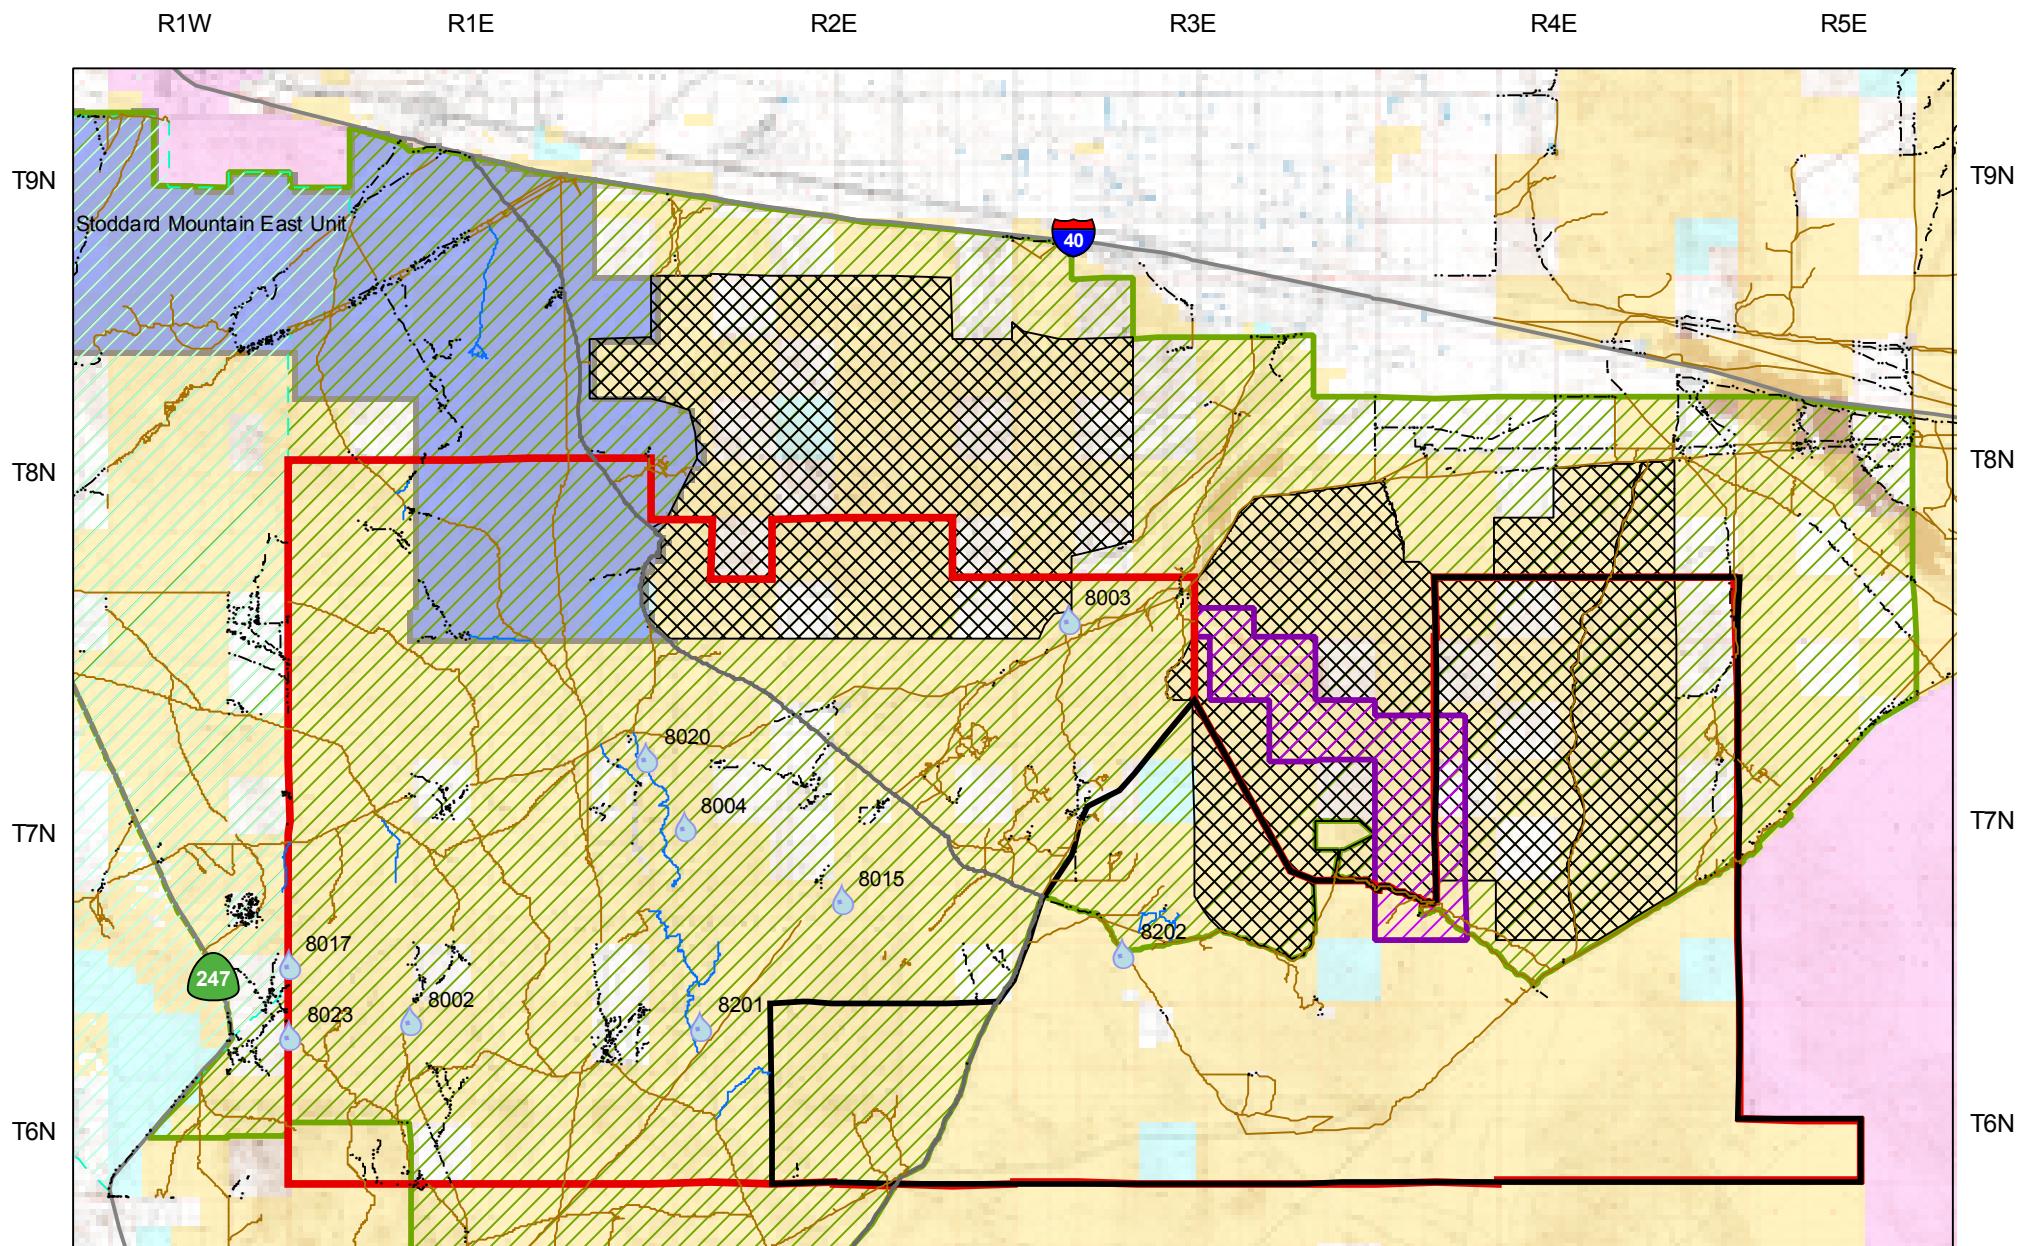 R1W R1E R2E R3E R4E R5E
T9N T9N
Stoddard Mountain East Unit
40
T8N T8N
8003
8020
8004
T7N T7N
8015
8202
8017
247
8002
8201
8023
T6N T6N